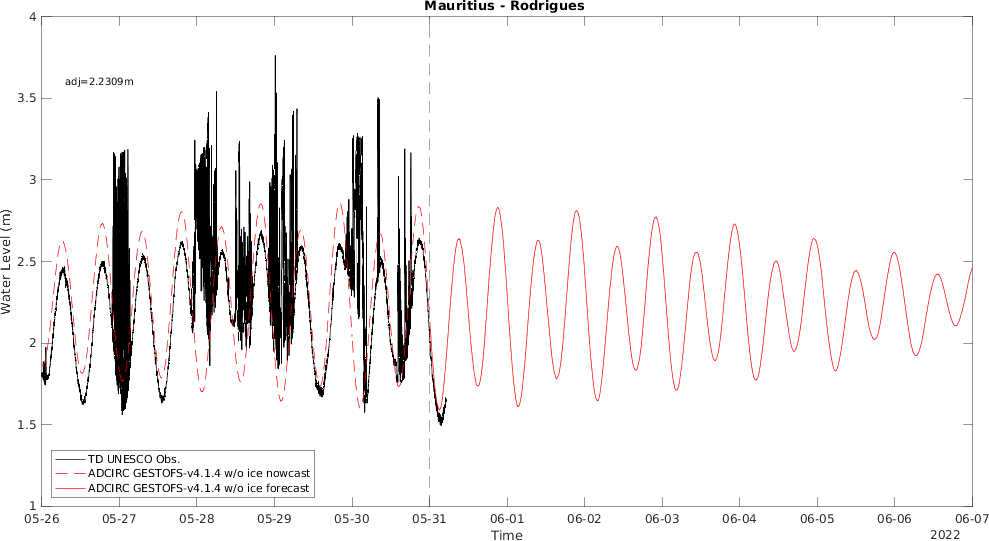 Mauritius - Rodrigues
4
adj=2.2309m
3.5
3
2.5
2
1.5
1
Water Level (m)
TD UNESCO Obs.
ADCIRC GESTOFS-v4.1.4 w/o ice nowcast
ADCIRC GESTOFS-v4.1.4 w/o ice forecast
05-26 05-27 05-28 05-29 05-30 05-31 06-01 06-02 06-03 06-04 06-05 06-06 06-07
Time
2022